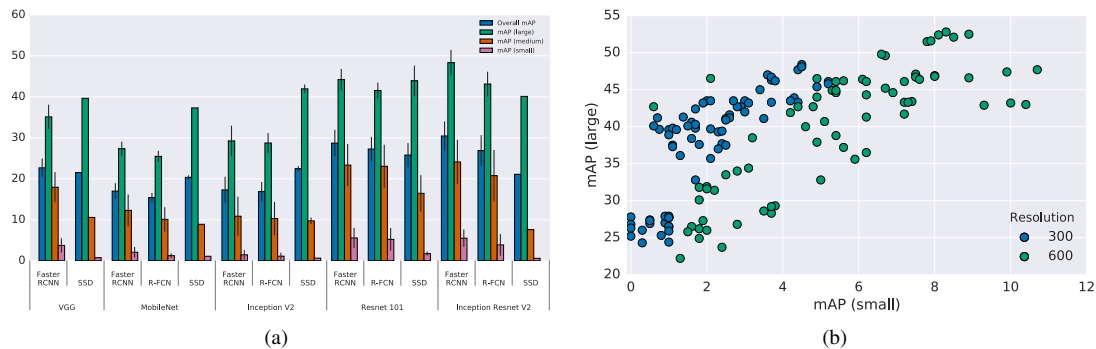 60
50
40
30
20
10
0
Overall mAP
mAP (large)
mAP (medium)
mAP (small)
Faster RCNN
SSD
Faster RCNN
R-FCN
SSD
Faster RCNN
R-FCN
SSD
Faster RCNN
R-FCN
SSD
Faster RCNN
R-FCN
SSD
VGG
MobileNet
Inception V2
Resnet 101
Inception Resnet V2
(a)
55
50
45
40
35
30
25
20
mAP (large)
Resolution
300
600
0 2 4 6 8 10 12
mAP (small)
(b)